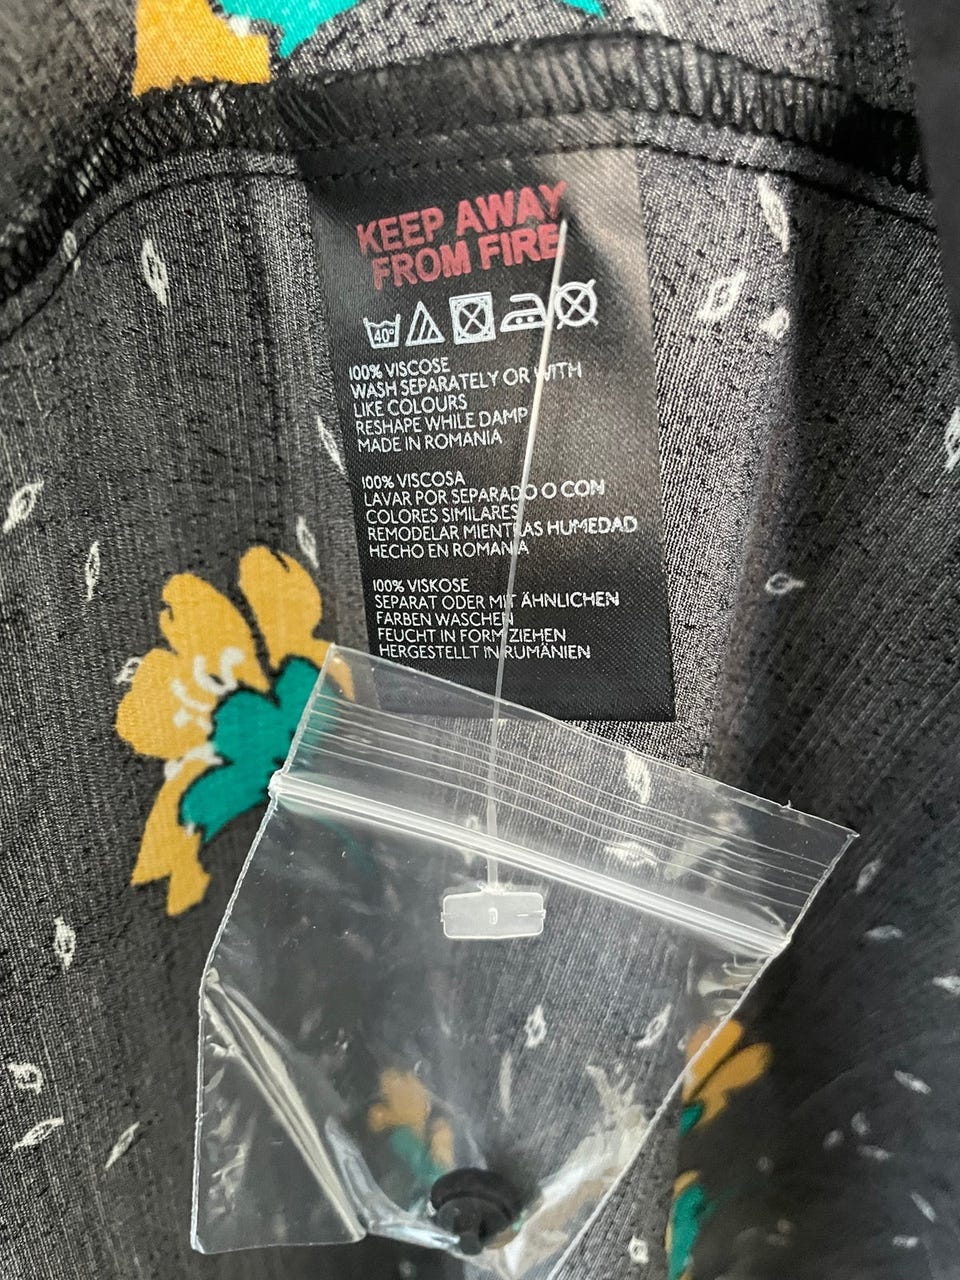 KEEP AWAY
FROM FIRE
40°
100% VISCOSE
WASH SEPARATELY OR WITH
LIKE COLOURS
RESHAPE WHILE DAMP
MADE IN ROMANIA
100% VISCOSA
LAVAR POR SEPARADO O CON
COLORES SIMILARES
REMODELAR MIENTRAS HUMEDAD
HECHO EN ROMANIA
100% VISKOSE
SEPARAT ODER MIT ÄHNLICHEN
FARBEN WASCHEN
FEUCHT IN FORM ZIEHEN
HERGESTELLT IN RUMÄNIEN